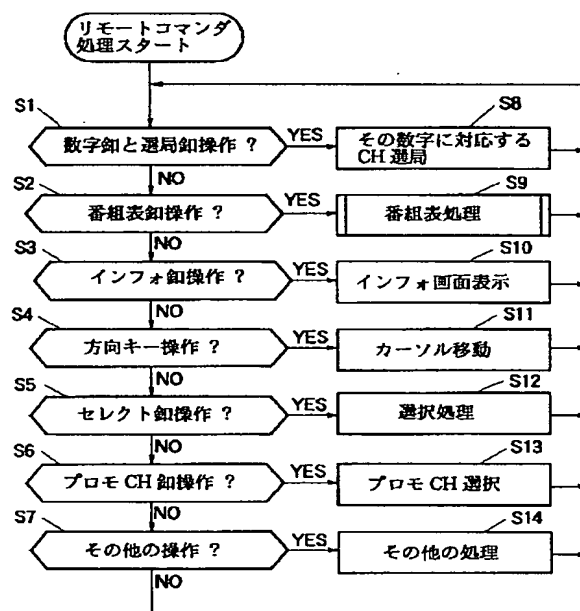 リモートコマンダ
処理スタート
S1
数字釦と選局釦操作 ?
YES
S8
その数字に対応する
CH 選局
NO
S2
番組表釦操作 ?
YES
S9
番組表処理
NO
S3
インフォ釦操作 ?
YES
S10
インフォ画面表示
NO
S4
方向キー操作 ?
YES
S11
カーソル移動
NO
S5
セレクト釦操作 ?
YES
S12
選択処理
NO
S6
プロモ CH 釦操作 ?
YES
S13
プロモ CH 選択
NO
S7
その他の操作 ?
YES
S14
その他の処理
NO